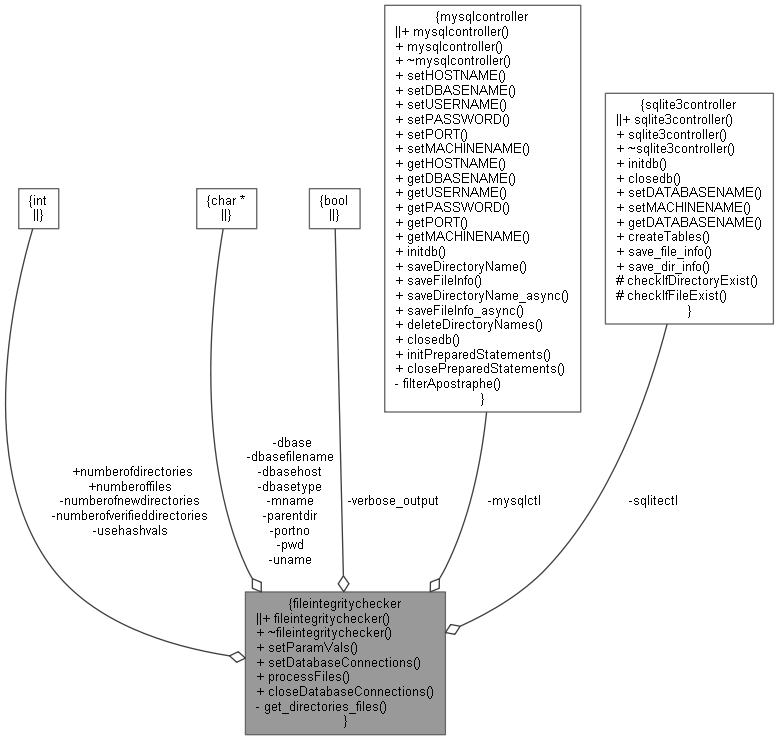 {mysqlcontroller
||+ mysqlcontroller()
+ mysqlcontroller()
+ ~mysqlcontroller()
+ setHOSTNAME()
+ setDBASENAME()
+ setUSERNAME()
+ setPASSWORD()
+ setPORT()
+ setMACHINENAME()
+ getHOSTNAME()
+ getDBASENAME()
+ getUSERNAME()
+ getPASSWORD()
+ getPORT()
+ getMACHINENAME()
+ initdb()
+ saveDirectoryName()
+ saveFileInfo()
+ saveDirectoryName_async()
+ saveFileInfo_async()
+ deleteDirectoryNames()
+ closedb()
+ initPreparedStatements()
+ closePreparedStatements()
- filterApostraphe()
}
{sqlite3controller
||+ sqlite3controller()
+ sqlite3controller()
+ ~sqlite3controller()
+ initdb()
+ closedb()
+ setDATABASENAME()
+ setMACHINENAME()
+ getDATABASENAME()
+ createTables()
+ save_file_info()
+ save_dir_info()
# checkIfDirectoryExist()
# checkIfFileExist()
}
{int
||}
{char *
||}
{bool
||}
+numberofdirectories
+numberoffiles
-numberofnewdirectories
-numberofverifieddirectories
-usehashvals
-dbase
-dbasefilename
-dbasehost
-dbasetype
-mname
-parentdir
-portno
-pwd
-uname
-verbose_output
-mysqlctl
-sqlitectl
{fileintegritychecker
||+ fileintegritychecker()
+ ~fileintegritychecker()
+ setParamVals()
+ setDatabaseConnections()
+ processFiles()
+ closeDatabaseConnections()
- get_directories_files()
}